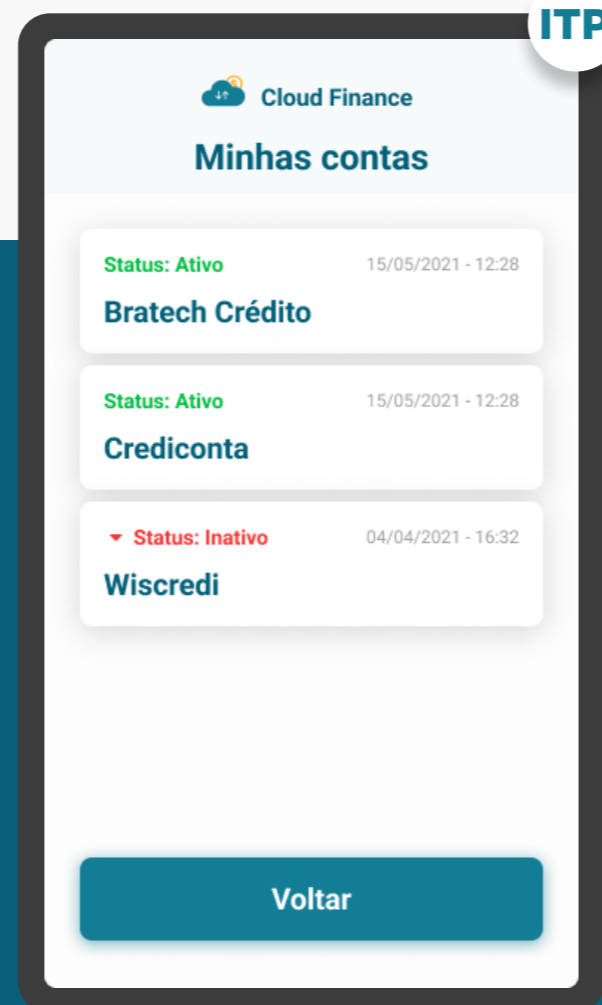 ITP
Cloud Finance
Minhas contas
Status: Ativo 15/05/2021 - 12:28
Bratech Crédito
Status: Ativo 15/05/2021 - 12:28
Crediconta
Status: Inativo 04/04/2021 - 16:32
Wiscredi
Voltar